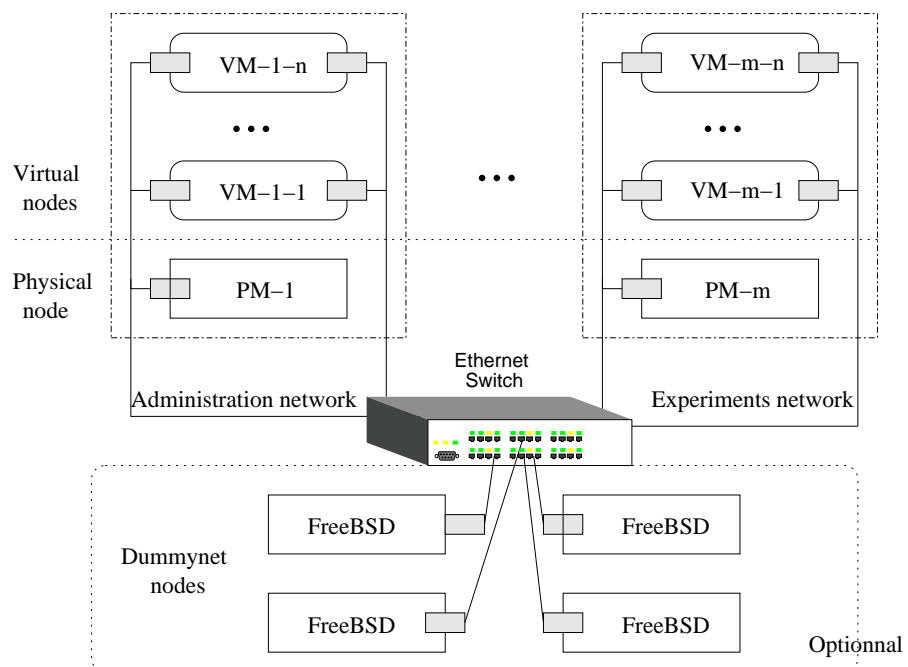 VM−1−n
VM−m−n
Virtual
nodes
VM−1−1
VM−m−1
Physical
node
PM−1
PM−m
Ethernet
Switch
Administration network
Experiments network
FreeBSD
FreeBSD
Dummynet
nodes
FreeBSD
FreeBSD
Optionnal